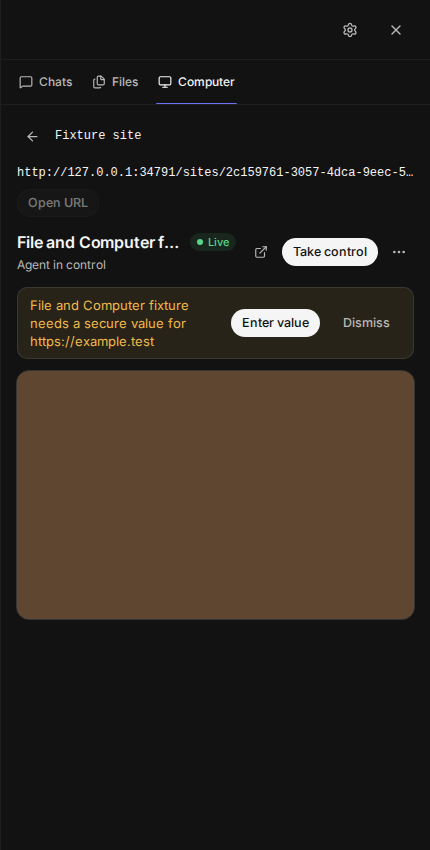 Chats Files Computer
Fixture site
http://127.0.0.1:34791/sites/2c159761-3057-4dca-9eec-5…
Open URL
File and Computer f… Live
Agent in control
Take control
File and Computer fixture
needs a secure value for
https://example.test
Enter value Dismiss